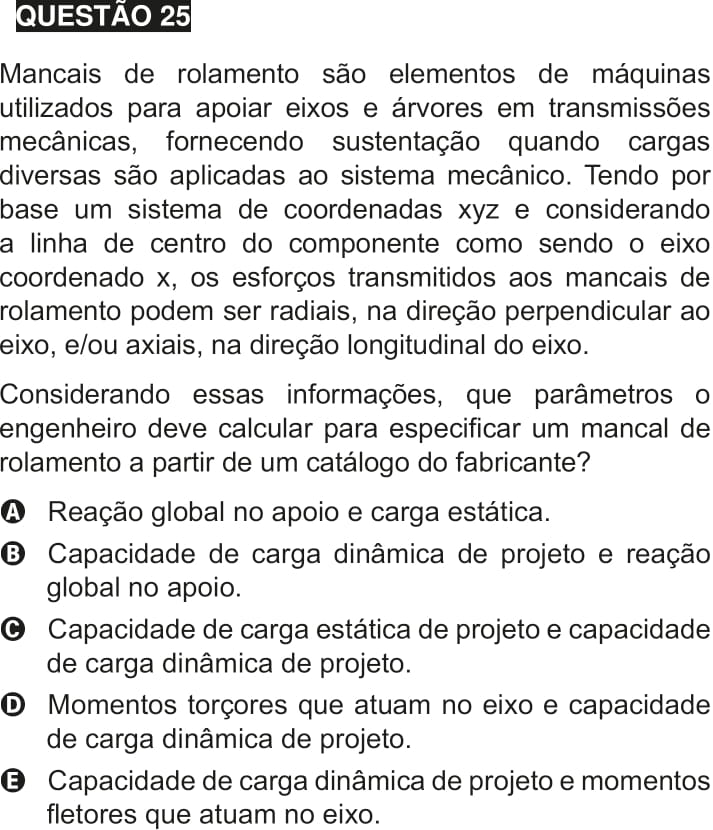 QUESTÃO 25
Mancais de rolamento são elementos de máquinas
utilizados para apoiar eixos e árvores em transmissões
mecânicas, fornecendo sustentação quando cargas
diversas são aplicadas ao sistema mecânico. Tendo por
base um sistema de coordenadas xyz e considerando
a linha de centro do componente como sendo o eixo
coordenado x, os esforços transmitidos aos mancais de
rolamento podem ser radiais, na direção perpendicular ao
eixo, e/ou axiais, na direção longitudinal do eixo.
Considerando essas informações, que parâmetros o
engenheiro deve calcular para especificar um mancal de
rolamento a partir de um catálogo do fabricante?
A Reação global no apoio e carga estática.
B Capacidade de carga dinâmica de projeto e reação
global no apoio.
C Capacidade de carga estática de projeto e capacidade
de carga dinâmica de projeto.
D Momentos torçores que atuam no eixo e capacidade
de carga dinâmica de projeto.
E Capacidade de carga dinâmica de projeto e momentos
fletores que atuam no eixo.